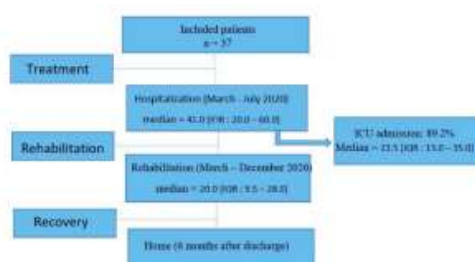 Included patients
n = 37
Treatment
Hospitalization (March - July 2020)
median = 41.0 (IQR : 20.0 – 60.0)
ICU admission: 89.2%
Median = 23.5 (IQR : 13.0 – 35.0)
Rehabilitation
Rehabilitation (March – December 2020)
median = 20.0 (IQR : 9.5 – 28.0)
Recovery
Home (6 months after discharge)